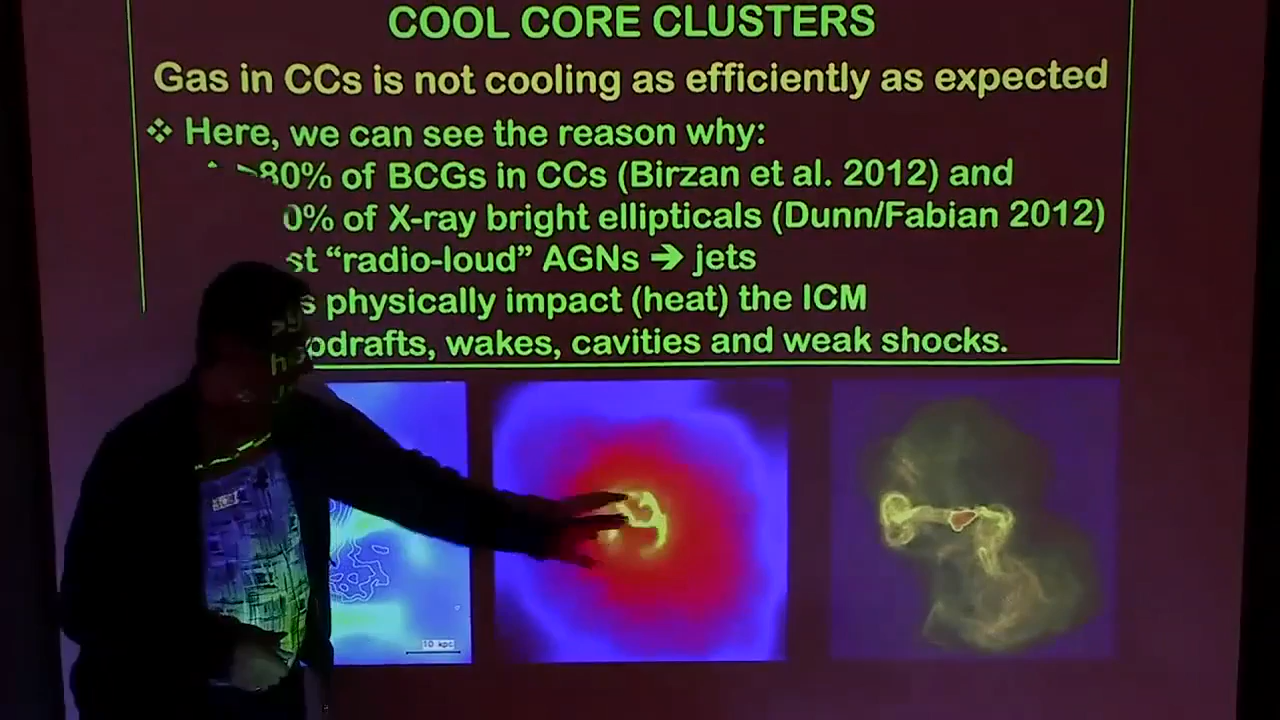 COOL CORE CLUSTERS
Gas in CCs is not cooling as efficiently as expected
❖ Here, we can see the reason why:
80% of BCGs in CCs (Birzan et al. 2012) and
0% of X-ray bright ellipticals (Dunn/Fabian 2012)
st “radio-loud” AGNs ➔ jets
s physically impact (heat) the ICM
pdrafts, wakes, cavities and weak shocks.
10 kpc